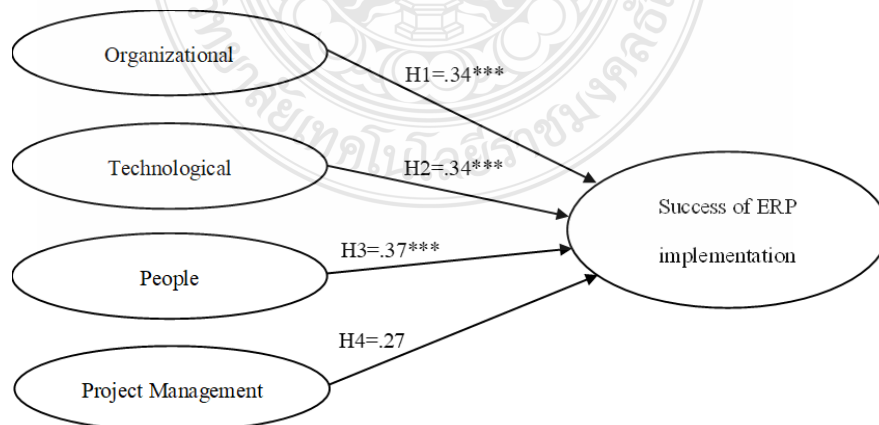 Organizational
H1=.34***
Technological
H2=.34***
Success of ERP
implementation
People
H3=.37***
H4=.27
Project Management